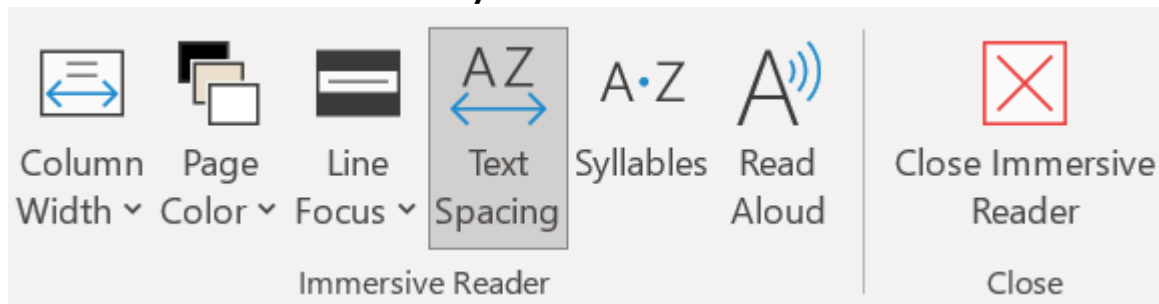 AZ
A·Z
A
Column Width
Page Color
Line Focus
Text Spacing
Syllables
Read Aloud
Close Immersive Reader
Immersive Reader
Close